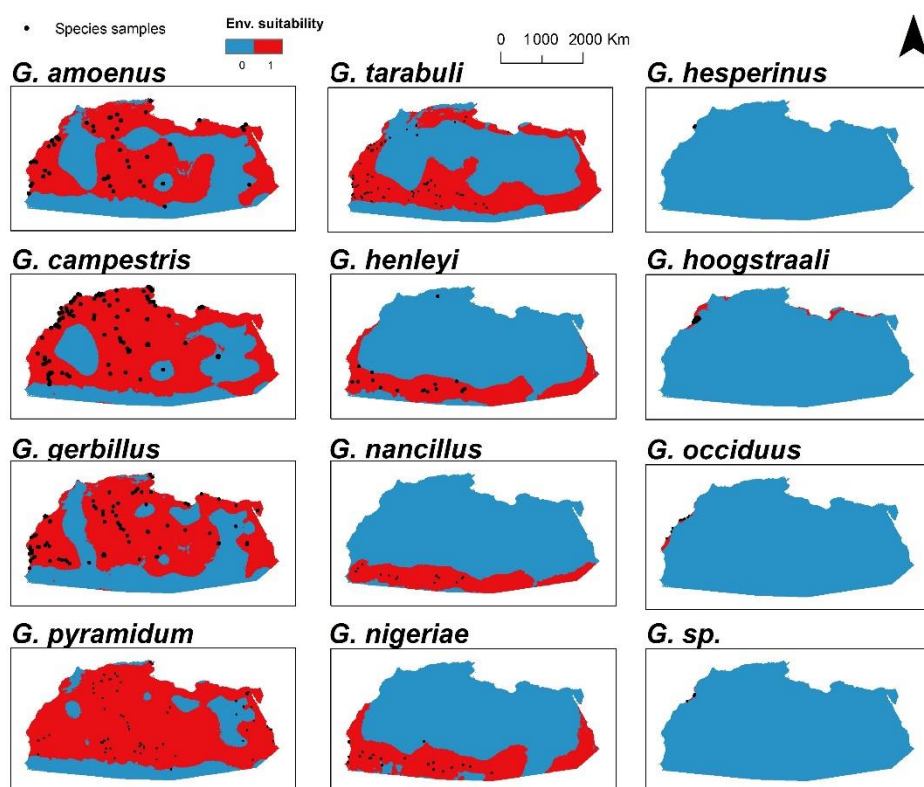 Species samples
Env. suitability
0 1
0 1000 2000 Km
G. amoenus
G. tarabuli
G. hesperinus
G. campestris
G. henleyi
G. hoogstraali
G. gerbillus
G. nancillus
G. occiduus
G. pyramidum
G. nigeriae
G. sp.